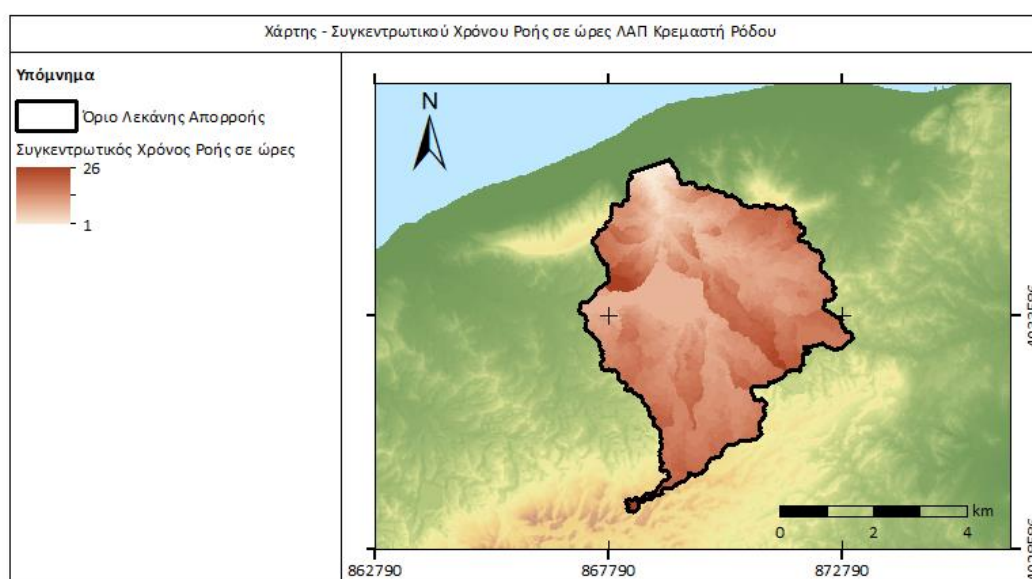 Χάρτης - Συγκεντρωτικού Χρόνου Ροής σε ώρες ΛΑΠ Κρεμαστή Ρόδου
Υπόμνημα
Όριο Λεκάνης Απορροής
Συγκεντρωτικός Χρόνος Ροής σε ώρες
26
1
N
km
0 2 4
862790 867790 872790